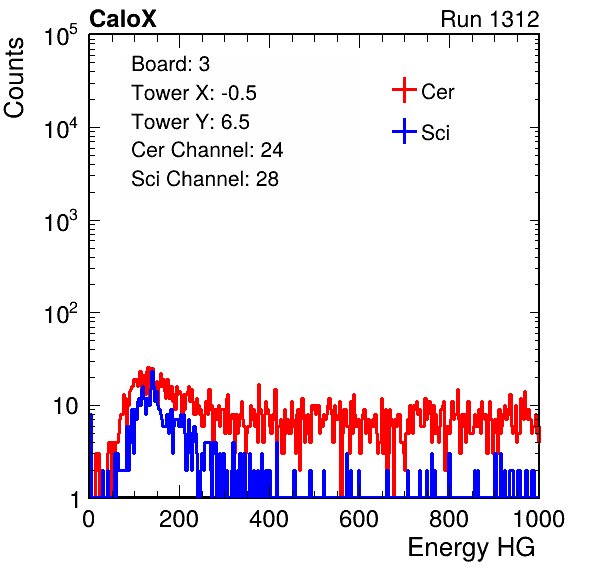 CaloX Run 1312
Counts
10^5
10^4
10^3
10^2
10
1
Board: 3
Tower X: -0.5
Tower Y: 6.5
Cer Channel: 24
Sci Channel: 28
Cer
Sci
0 200 400 600 800 1000
Energy HG